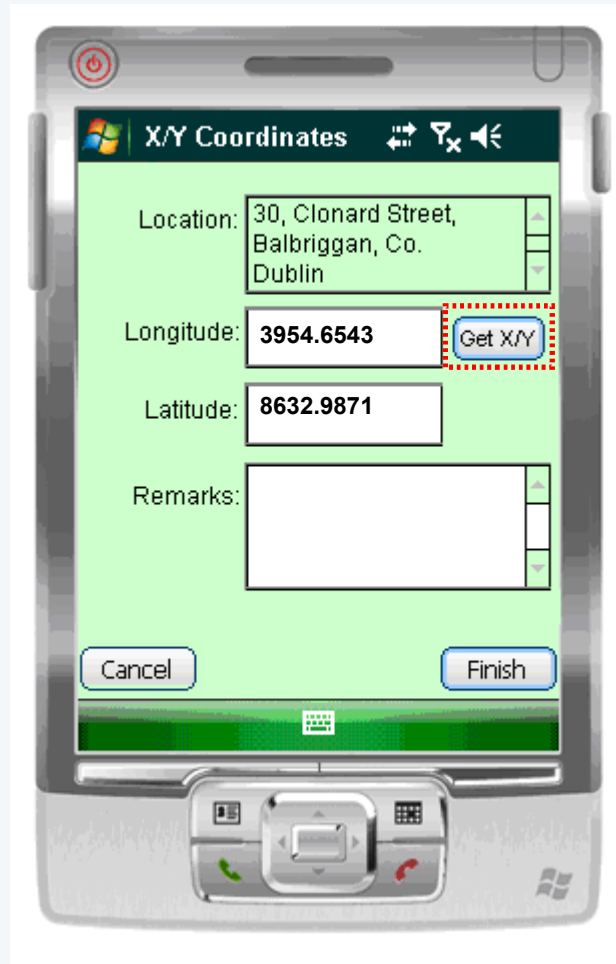 X/Y Coordinates
Location:
30, Clonard Street,
Balbriggan, Co.
Dublin
Longitude:
3954.6543
Get X/Y
Latitude:
8632.9871
Remarks:
Cancel
Finish